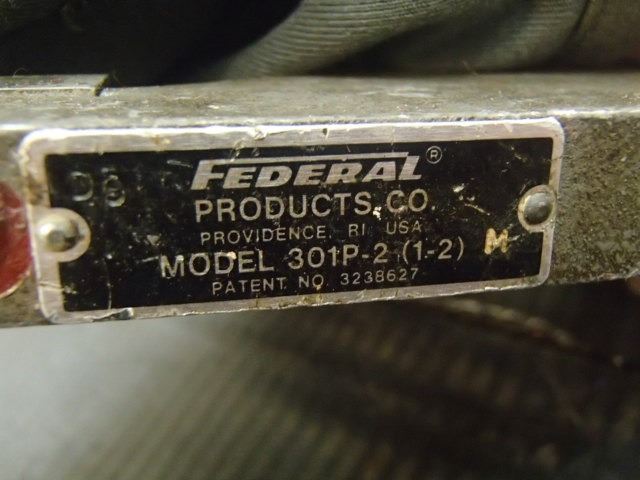 FEDERAL®
PRODUCTS CO.
PROVIDENCE, RI USA
MODEL 301P-2 (1-2) M
PATENT NO. 3238627